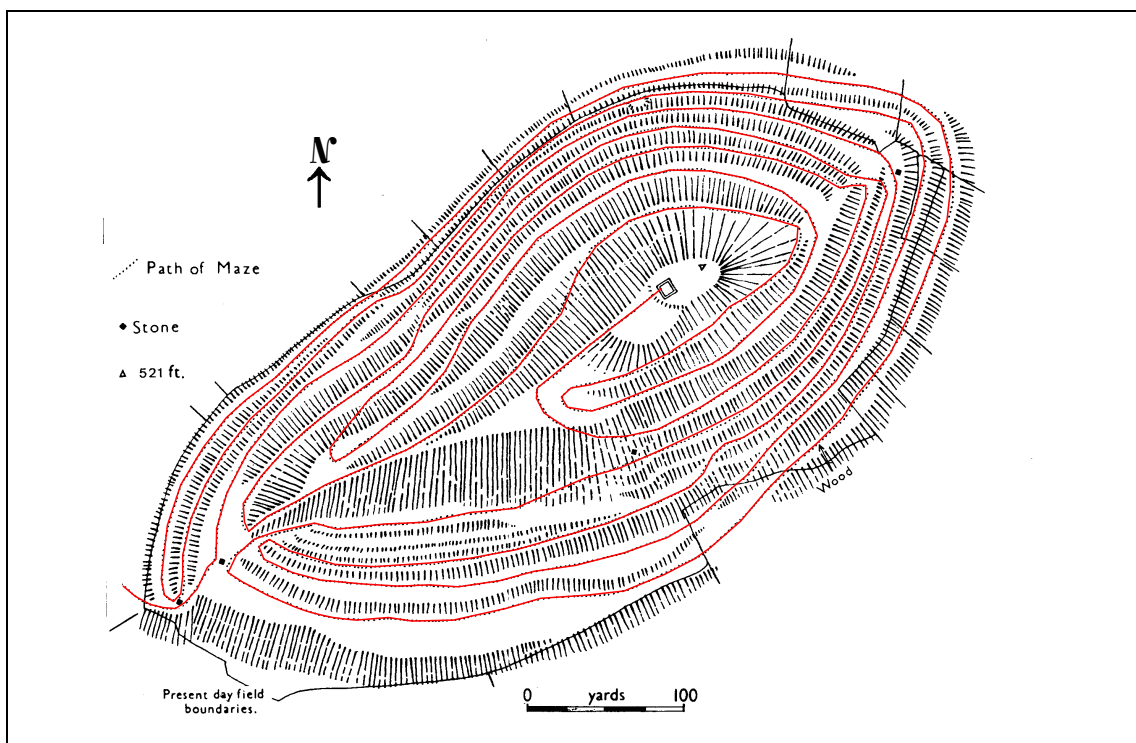 N
Path of Maze
Stone
521 ft.
Wood
Present day field
boundaries.
0 yards 100